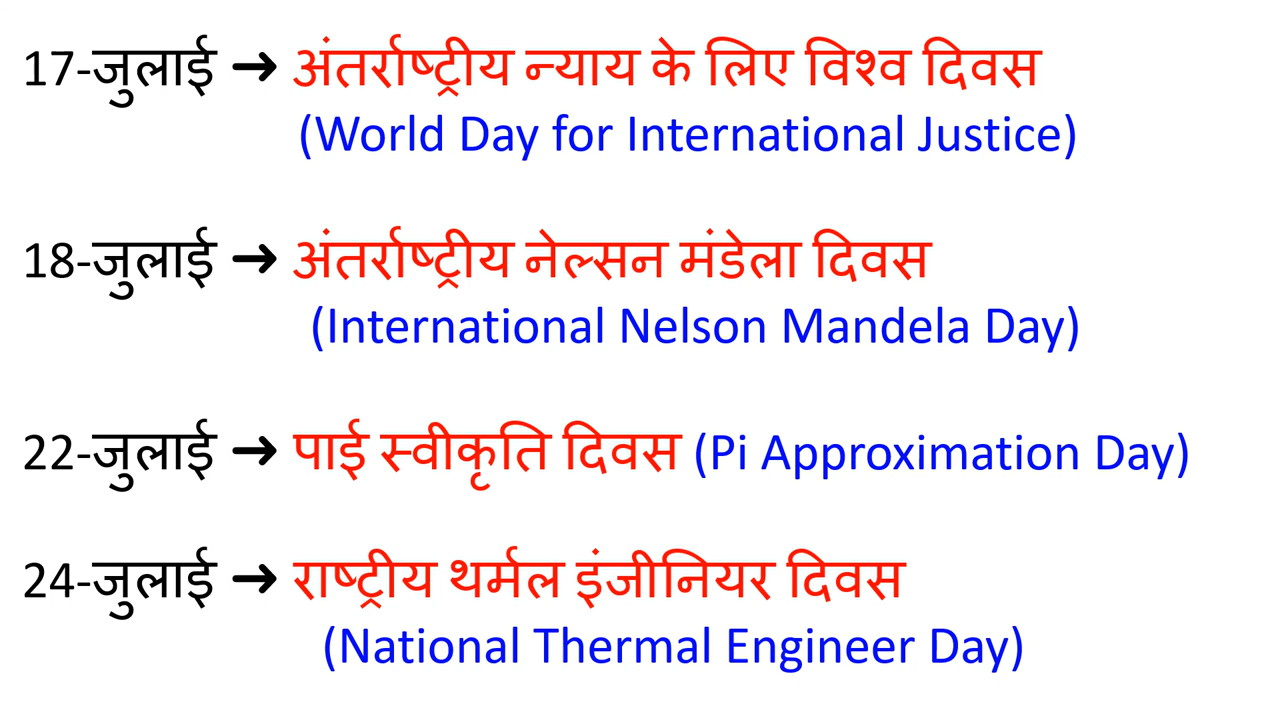 17-जुलाई ➜ अंतर्राष्ट्रीय न्याय के लिए विश्व दिवस
(World Day for International Justice)
18-जुलाई ➜ अंतर्राष्ट्रीय नेल्सन मंडेला दिवस
(International Nelson Mandela Day)
22-जुलाई ➜ पाई स्वीकृति दिवस (Pi Approximation Day)
24-जुलाई ➜ राष्ट्रीय थर्मल इंजीनियर दिवस
(National Thermal Engineer Day)